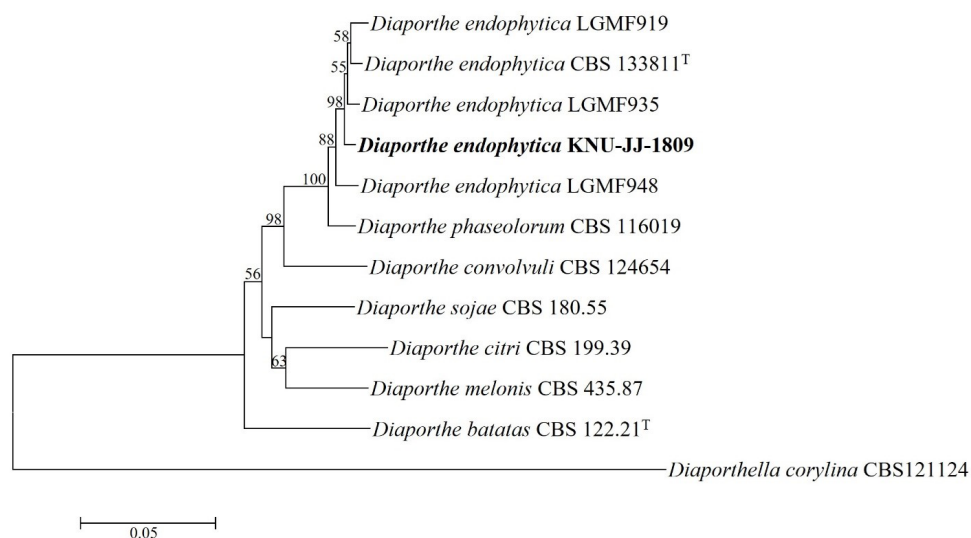 Diaporthe endophytica LGMF919
58
Diaporthe endophytica CBS 133811T
55
Diaporthe endophytica LGMF935
98
Diaporthe endophytica KNU-JJ-1809
88
Diaporthe endophytica LGMF948
100
Diaporthe phaseolorum CBS 116019
98
Diaporthe convolvuli CBS 124654
56
Diaporthe sojae CBS 180.55
Diaporthe citri CBS 199.39
63
Diaporthe melonis CBS 435.87
Diaporthe batatas CBS 122.21T
Diaporthella corylina CBS121124
0.05